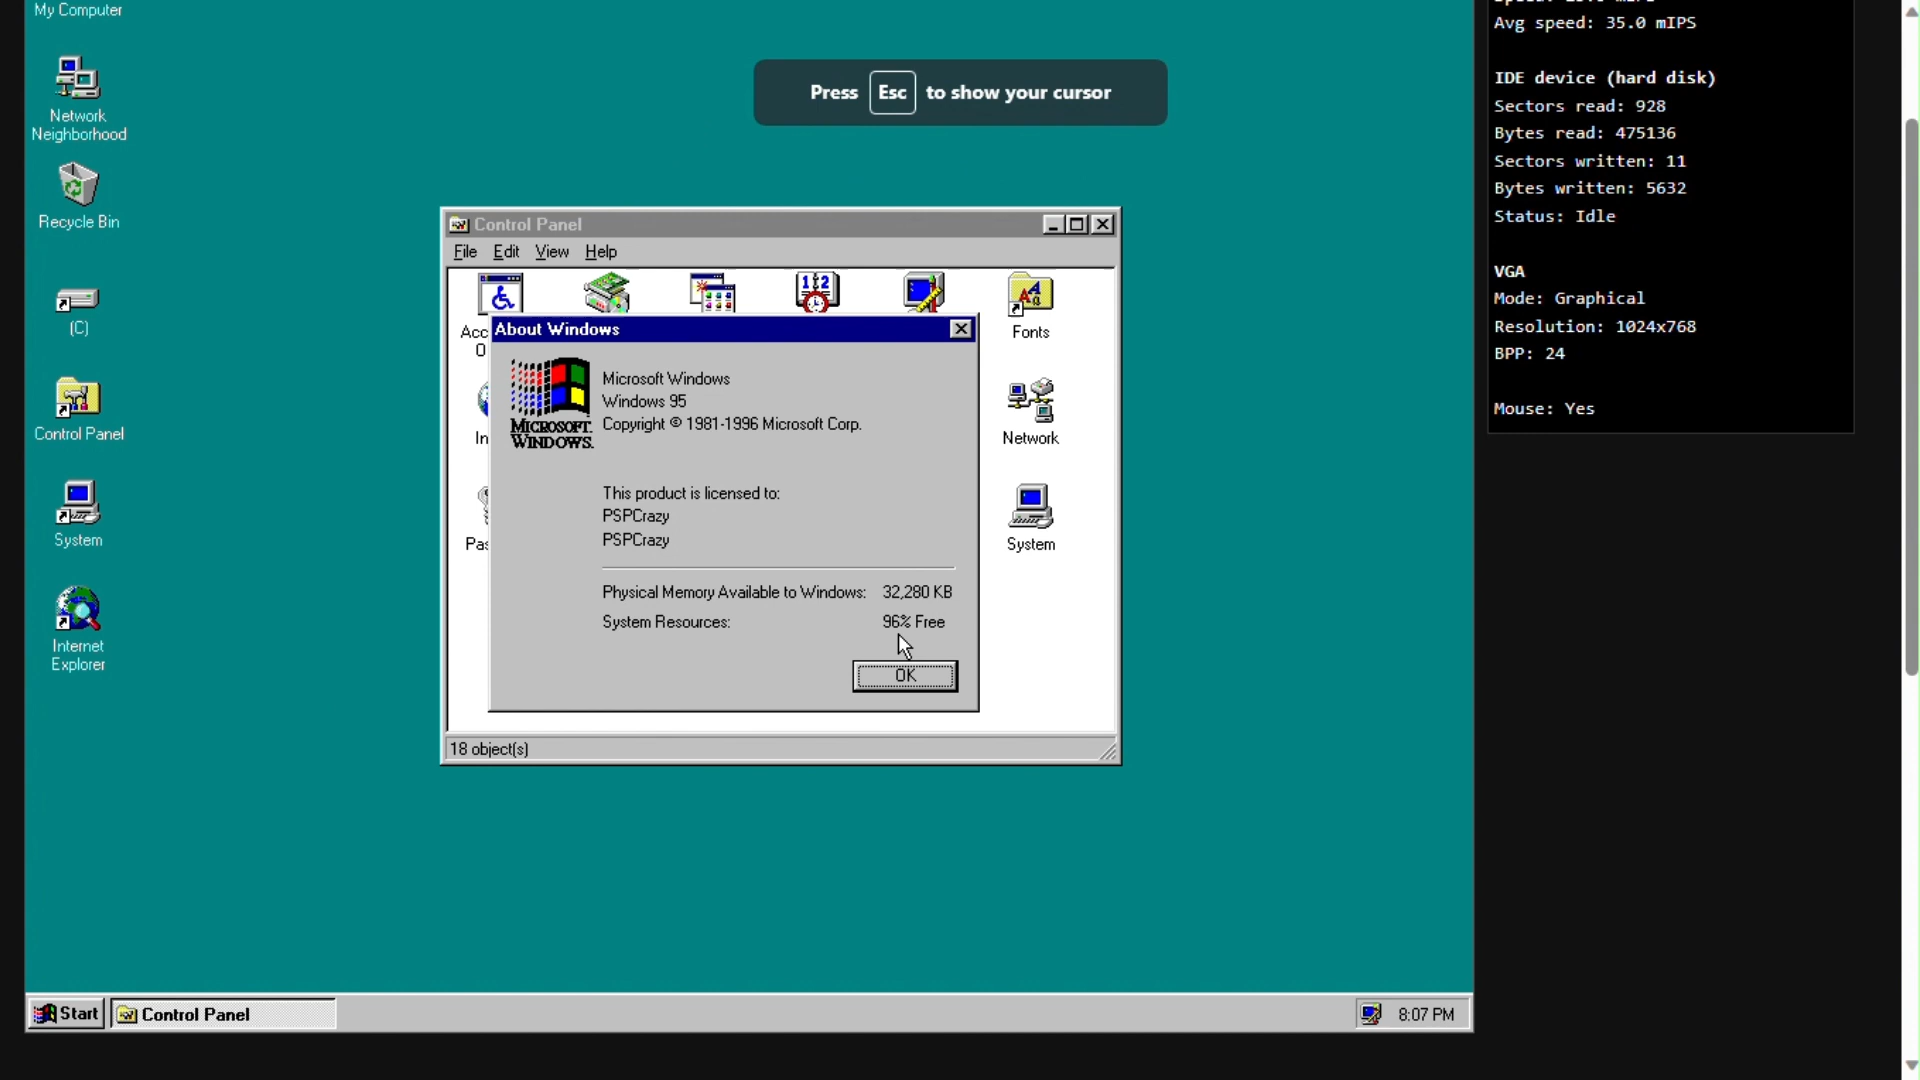 My Computer
Network
Neighborhood
Recycle Bin
(C)
Control Panel
System
Internet
Explorer
Press Esc to show your cursor
Control Panel
File Edit View Help
Acc
O
Fonts
In
Network
Pas
System
About Windows
MICROSOFT.
WINDOWS.
Microsoft Windows
Windows 95
Copyright © 1981-1996 Microsoft Corp.
This product is licensed to:
PSPCrazy
PSPCrazy
Physical Memory Available to Windows: 32,280 KB
System Resources: 96% Free
OK
18 object(s)
Start
Control Panel
8:07 PM
Avg speed: 35.0 mIPS
IDE device (hard disk)
Sectors read: 928
Bytes read: 475136
Sectors written: 11
Bytes written: 5632
Status: Idle
VGA
Mode: Graphical
Resolution: 1024x768
BPP: 24
Mouse: Yes